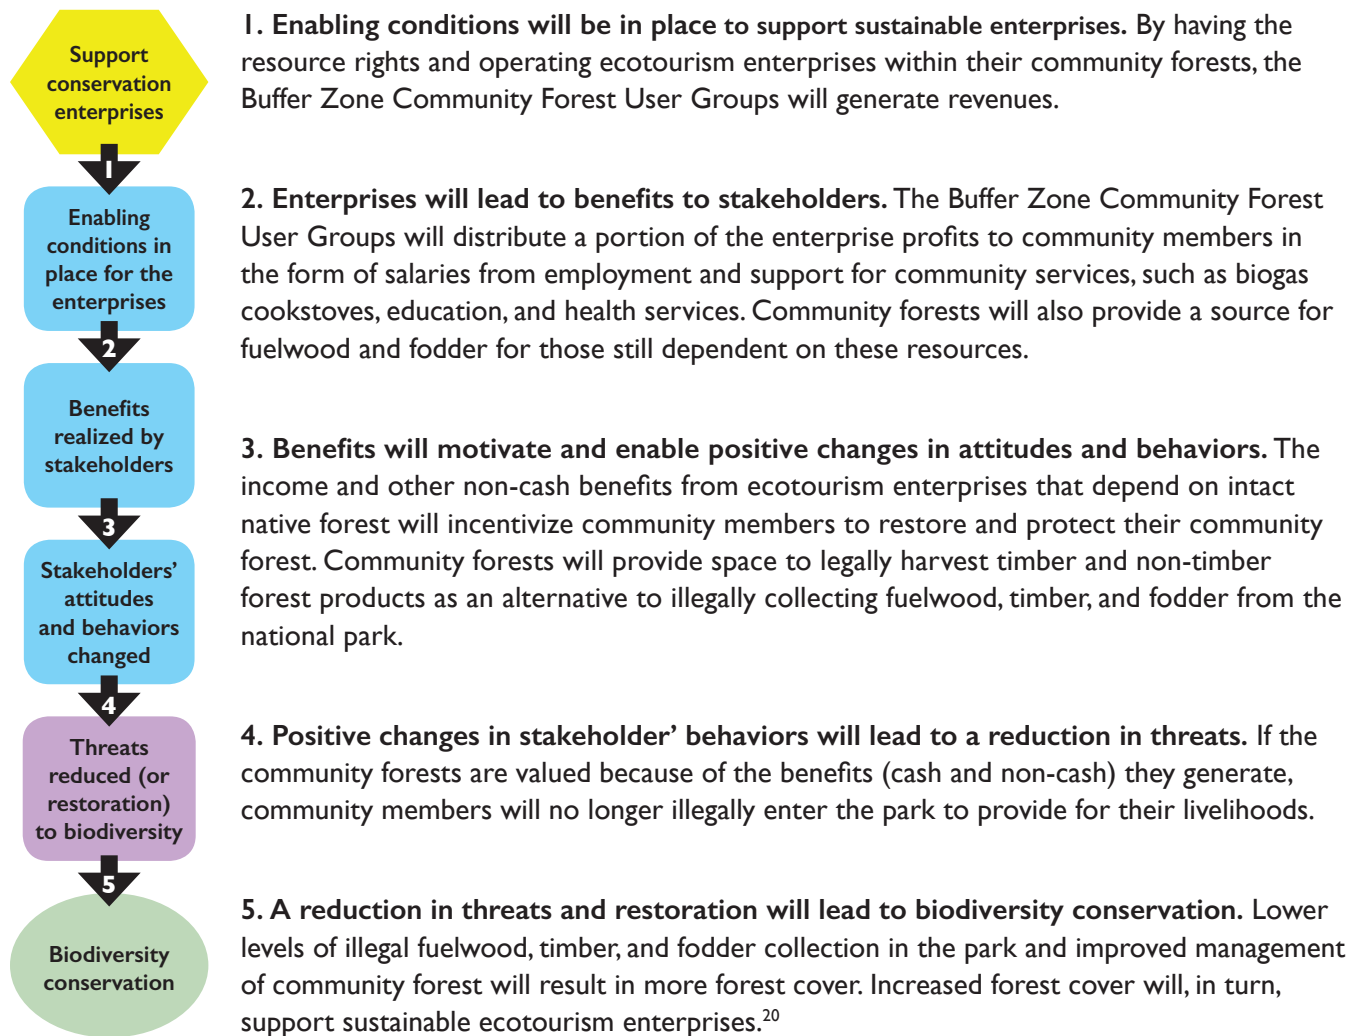 Support
conservation
enterprises
1
Enabling
conditions in
place for the
enterprises
2
Benefits
realized by
stakeholders
3
Stakeholders’
attitudes
and behaviors
changed
4
Threats
reduced (or
restoration)
to biodiversity
5
Biodiversity
conservation
1. Enabling conditions will be in place to support sustainable enterprises. By having the
resource rights and operating ecotourism enterprises within their community forests, the
Buffer Zone Community Forest User Groups will generate revenues.
2. Enterprises will lead to benefits to stakeholders. The Buffer Zone Community Forest
User Groups will distribute a portion of the enterprise profits to community members in
the form of salaries from employment and support for community services, such as biogas
cookstoves, education, and health services. Community forests will also provide a source for
fuelwood and fodder for those still dependent on these resources.
3. Benefits will motivate and enable positive changes in attitudes and behaviors. The
income and other non-cash benefits from ecotourism enterprises that depend on intact
native forest will incentivize community members to restore and protect their community
forest. Community forests will provide space to legally harvest timber and non-timber
forest products as an alternative to illegally collecting fuelwood, timber, and fodder from the
national park.
4. Positive changes in stakeholder’ behaviors will lead to a reduction in threats. If the
community forests are valued because of the benefits (cash and non-cash) they generate,
community members will no longer illegally enter the park to provide for their livelihoods.
5. A reduction in threats and restoration will lead to biodiversity conservation. Lower
levels of illegal fuelwood, timber, and fodder collection in the park and improved management
of community forest will result in more forest cover. Increased forest cover will, in turn,
support sustainable ecotourism enterprises.20